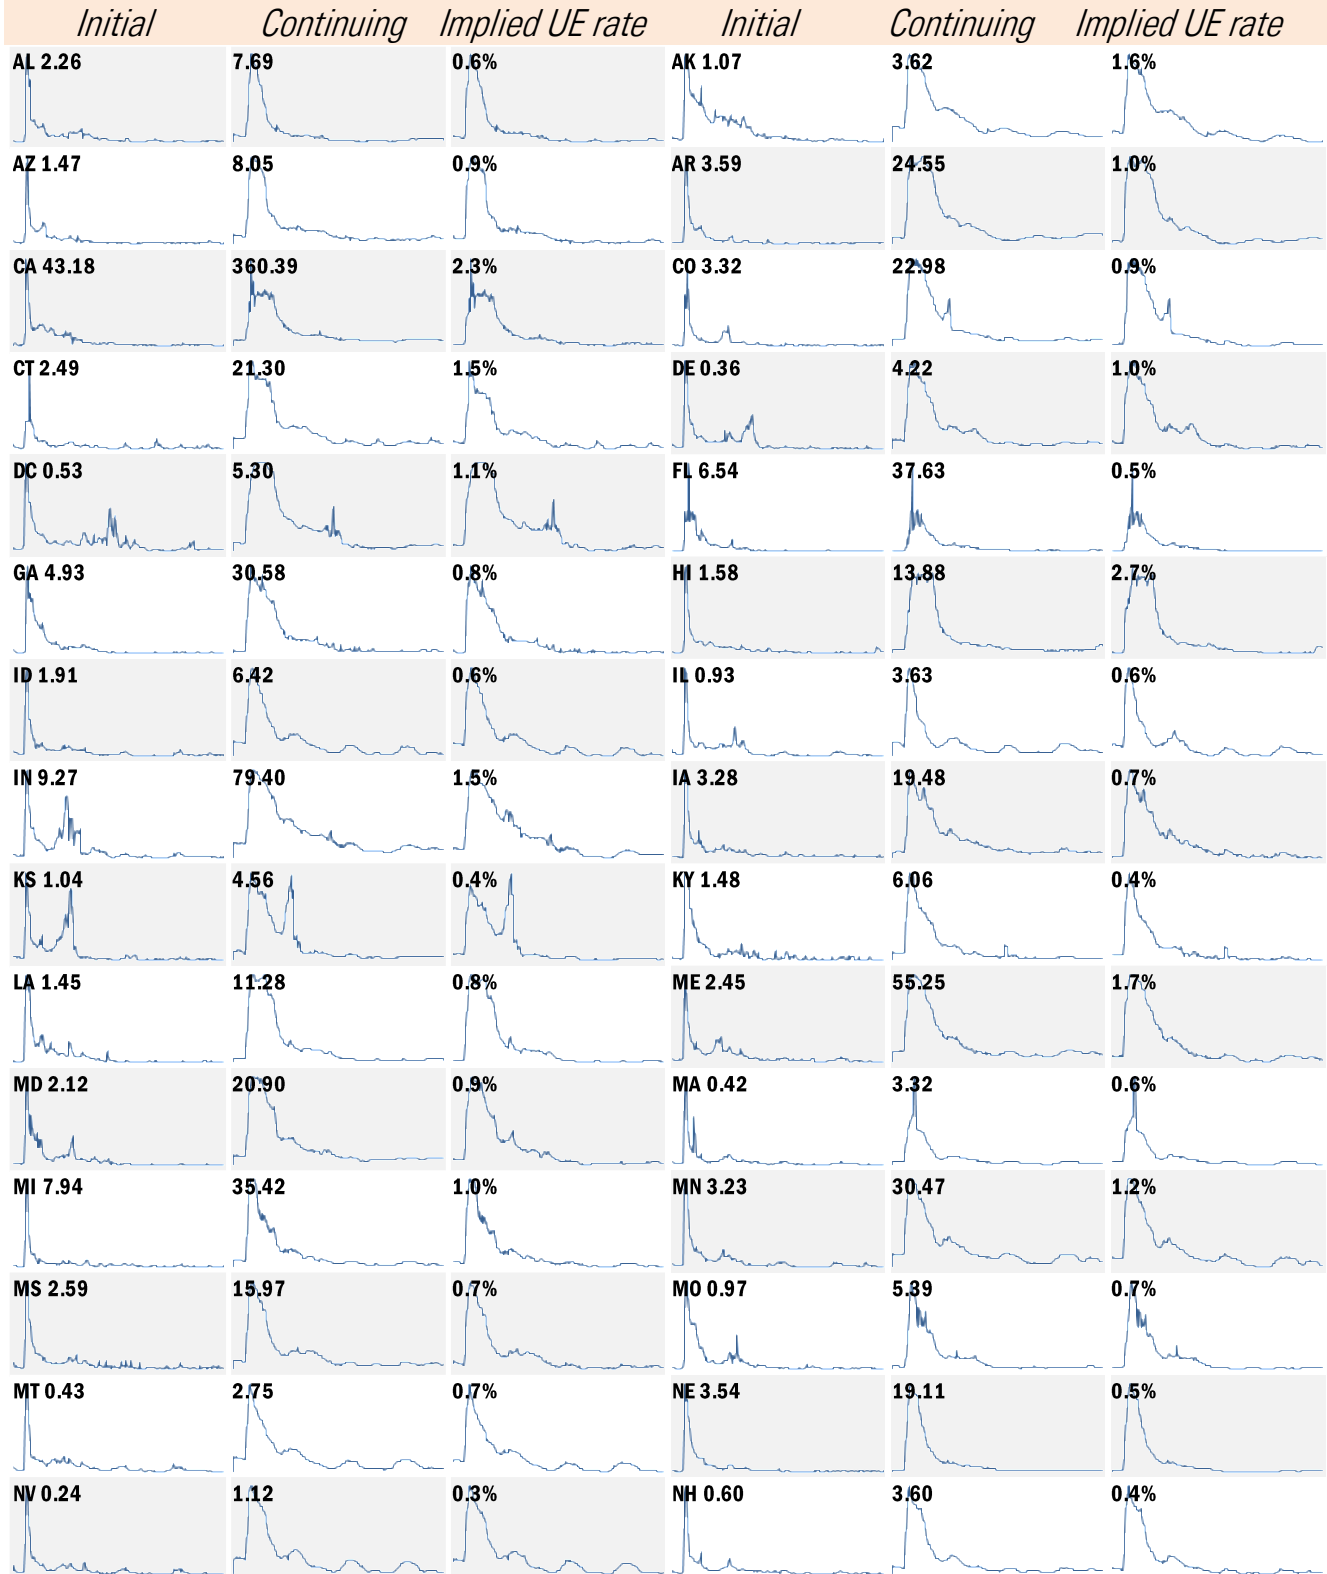 Initial Continuing Implied UE rate Initial Continuing Implied UE rate
AL 2.26 7.69 0.6% AK 1.07 3.62 1.6%
AZ 1.47 8.05 0.9% AR 3.59 24.55 1.0%
CA 43.18 360.39 2.3% CO 3.32 22.98 0.9%
CT 2.49 21.30 1.5% DE 0.36 4.22 1.0%
DC 0.53 5.30 1.1% FL 6.54 37.63 0.5%
GA 4.93 30.58 0.8% HI 1.58 13.88 2.7%
ID 1.91 6.42 0.6% IL 0.93 3.63 0.6%
IN 9.27 79.40 1.5% IA 3.28 19.48 0.7%
KS 1.04 4.56 0.4% KY 1.48 6.06 0.4%
LA 1.45 11.28 0.8% ME 2.45 55.25 1.7%
MD 2.12 20.90 0.9% MA 0.42 3.32 0.6%
MI 7.94 35.42 1.0% MN 3.23 30.47 1.2%
MS 2.59 15.97 0.7% MO 0.97 5.39 0.7%
MT 0.43 2.75 0.7% NE 3.54 19.11 0.5%
NV 0.24 1.12 0.3% NH 0.60 3.60 0.4%